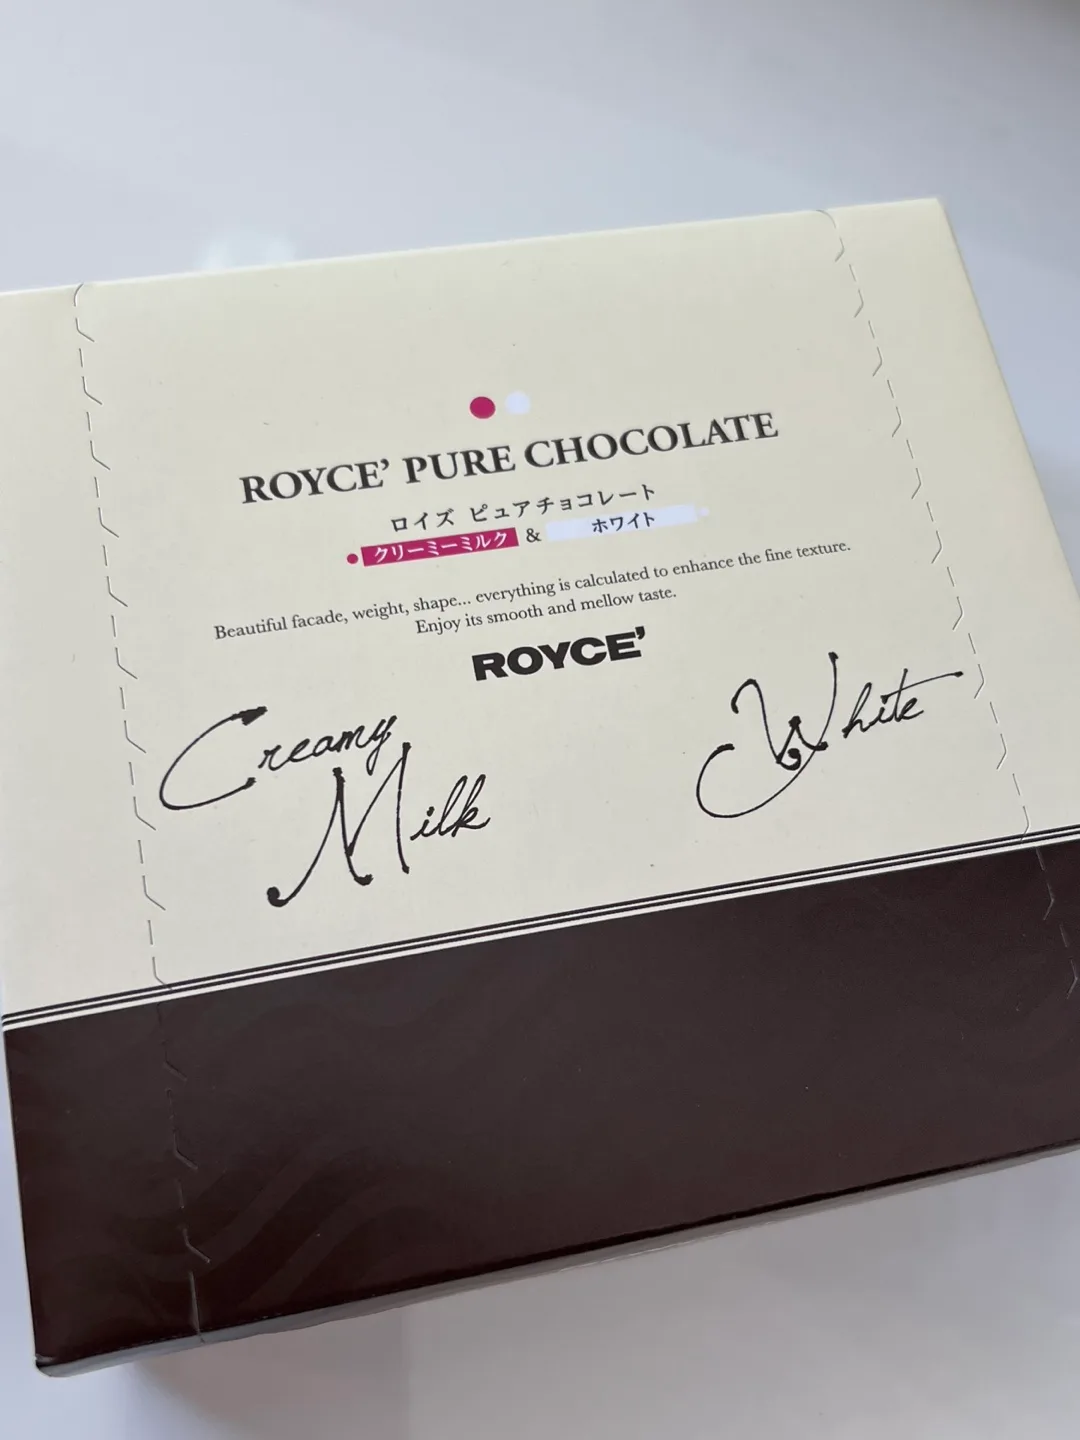 ROYCE’ PURE CHOCOLATE
ロイズ ピュアチョコレート
クリーミーミルク & ホワイト
Beautiful facade, weight, shape... everything is calculated to enhance the fine texture.
Enjoy its smooth and mellow taste.
ROYCE’
Creamy
Milk
White